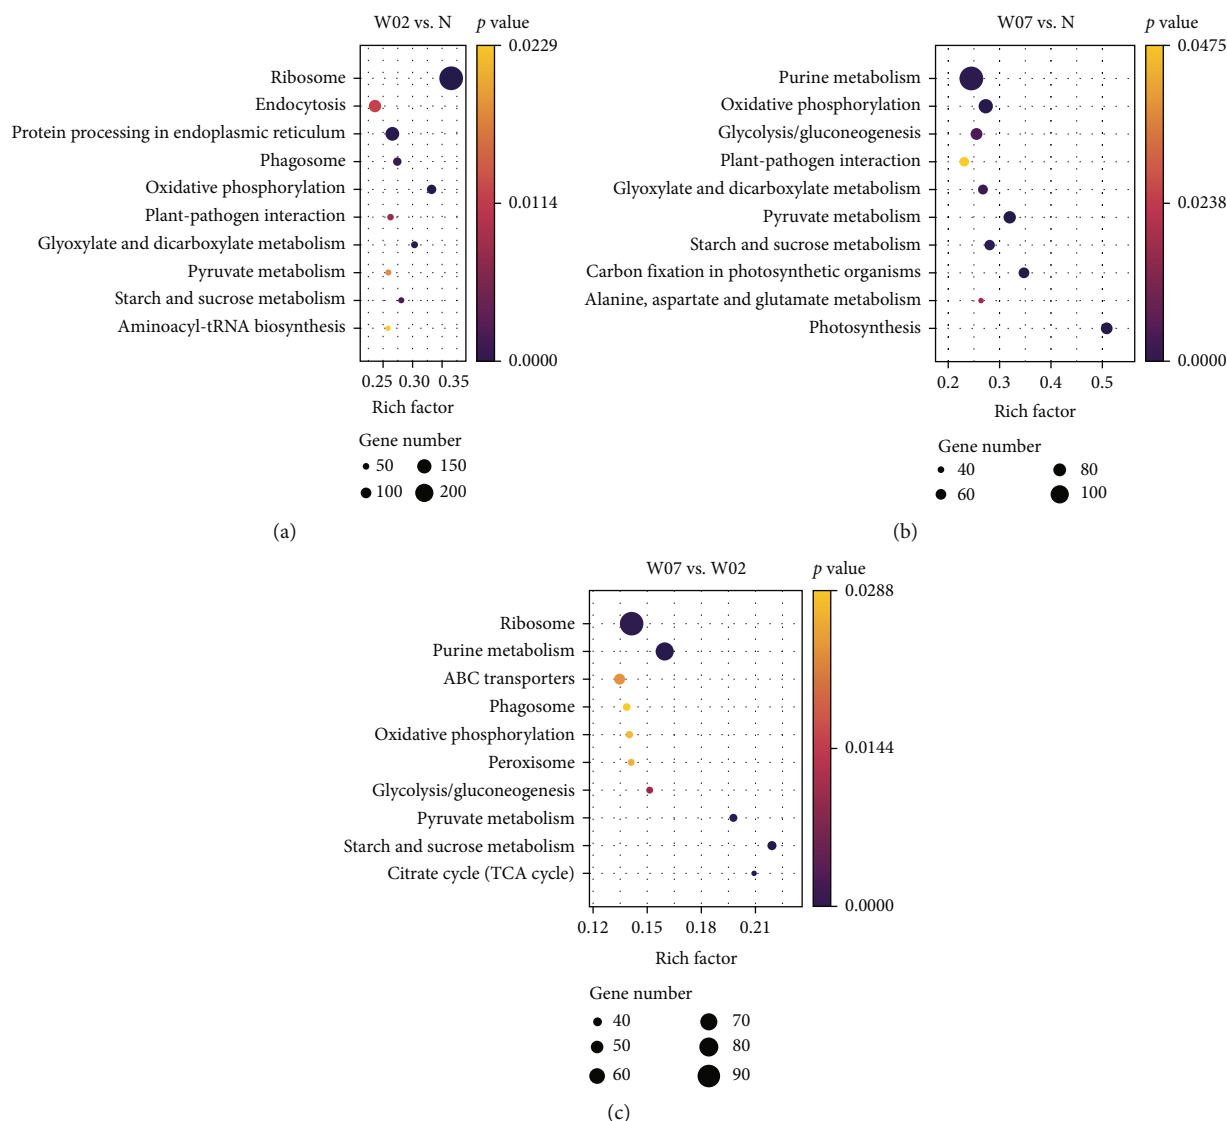 W02 vs. N
p value
Ribosome
Endocytosis
Protein processing in endoplasmic reticulum
Phagosome
Oxidative phosphorylation
Plant-pathogen interaction
Glyoxylate and dicarboxylate metabolism
Pyruvate metabolism
Starch and sucrose metabolism
Aminoacyl-tRNA biosynthesis
0.0229
0.0114
0.0000
0.25 0.30 0.35
Rich factor
Gene number
50 150
100 200
(a)
W07 vs. N
p value
Purine metabolism
Oxidative phosphorylation
Glycolysis/gluconeogenesis
Plant-pathogen interaction
Glyoxylate and dicarboxylate metabolism
Pyruvate metabolism
Starch and sucrose metabolism
Carbon fixation in photosynthetic organisms
Alanine, aspartate and glutamate metabolism
Photosynthesis
0.0475
0.0238
0.0000
0.2 0.3 0.4 0.5
Rich factor
Gene number
40 80
60 100
(b)
W07 vs. W02
p value
Ribosome
Purine metabolism
ABC transporters
Phagosome
Oxidative phosphorylation
Peroxisome
Glycolysis/gluconeogenesis
Pyruvate metabolism
Starch and sucrose metabolism
Citrate cycle (TCA cycle)
0.0288
0.0144
0.0000
0.12 0.15 0.18 0.21
Rich factor
Gene number
40 70
50 80
60 90
(c)